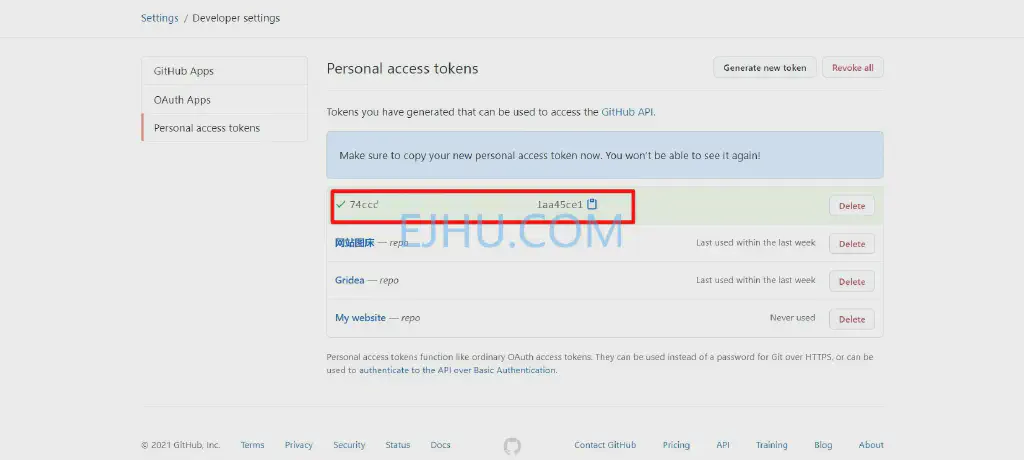 Settings / Developer settings
GitHub Apps
OAuth Apps
Personal access tokens
Personal access tokens
Generate new token
Revoke all
Tokens you have generated that can be used to access the GitHub API.
Make sure to copy your new personal access token now. You won't be able to see it again!
✓ 74ccc 1aa45ce1
Delete
EJHU.COM
网站图床 — repo
Last used within the last week
Delete
Gridea — repo
Last used within the last week
Delete
My website — repo
Never used
Delete
Personal access tokens function like ordinary OAuth access tokens. They can be used instead of a password for Git over HTTPS, or can be
used to authenticate to the API over Basic Authentication.
© 2021 GitHub, Inc. Terms Privacy Security Status Docs Contact GitHub Pricing API Training Blog About